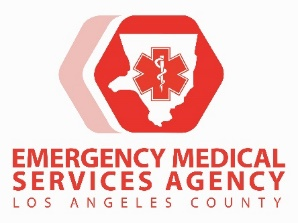 EMERGENCY MEDICAL
SERVICES AGENCY
LOS ANGELES COUNTY